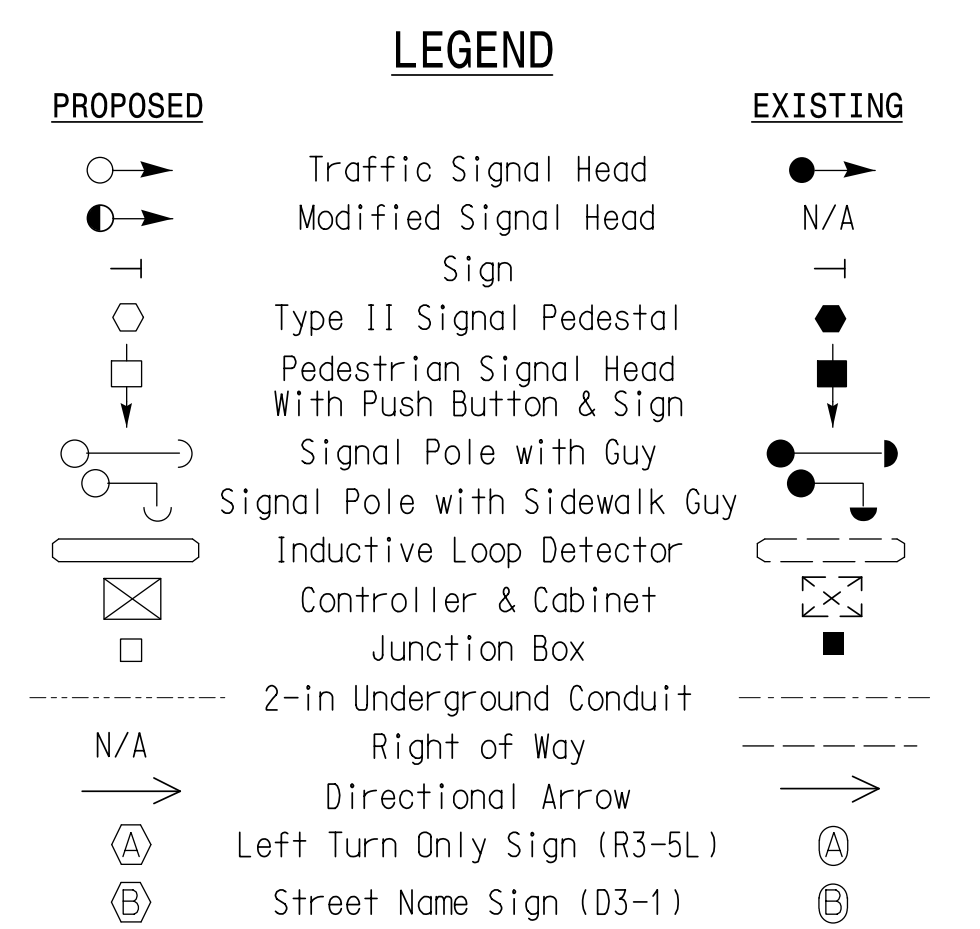 LEGEND
PROPOSED EXISTING
Traffic Signal Head
Modified Signal Head N/A
Sign
Type II Signal Pedestal
Pedestrian Signal Head
With Push Button & Sign
Signal Pole with Guy
Signal Pole with Sidewalk Guy
Inductive Loop Detector
Controller & Cabinet
Junction Box
2-in Underground Conduit
N/A Right of Way
Directional Arrow
A Left Turn Only Sign (R3-5L) A
B Street Name Sign (D3-1) B